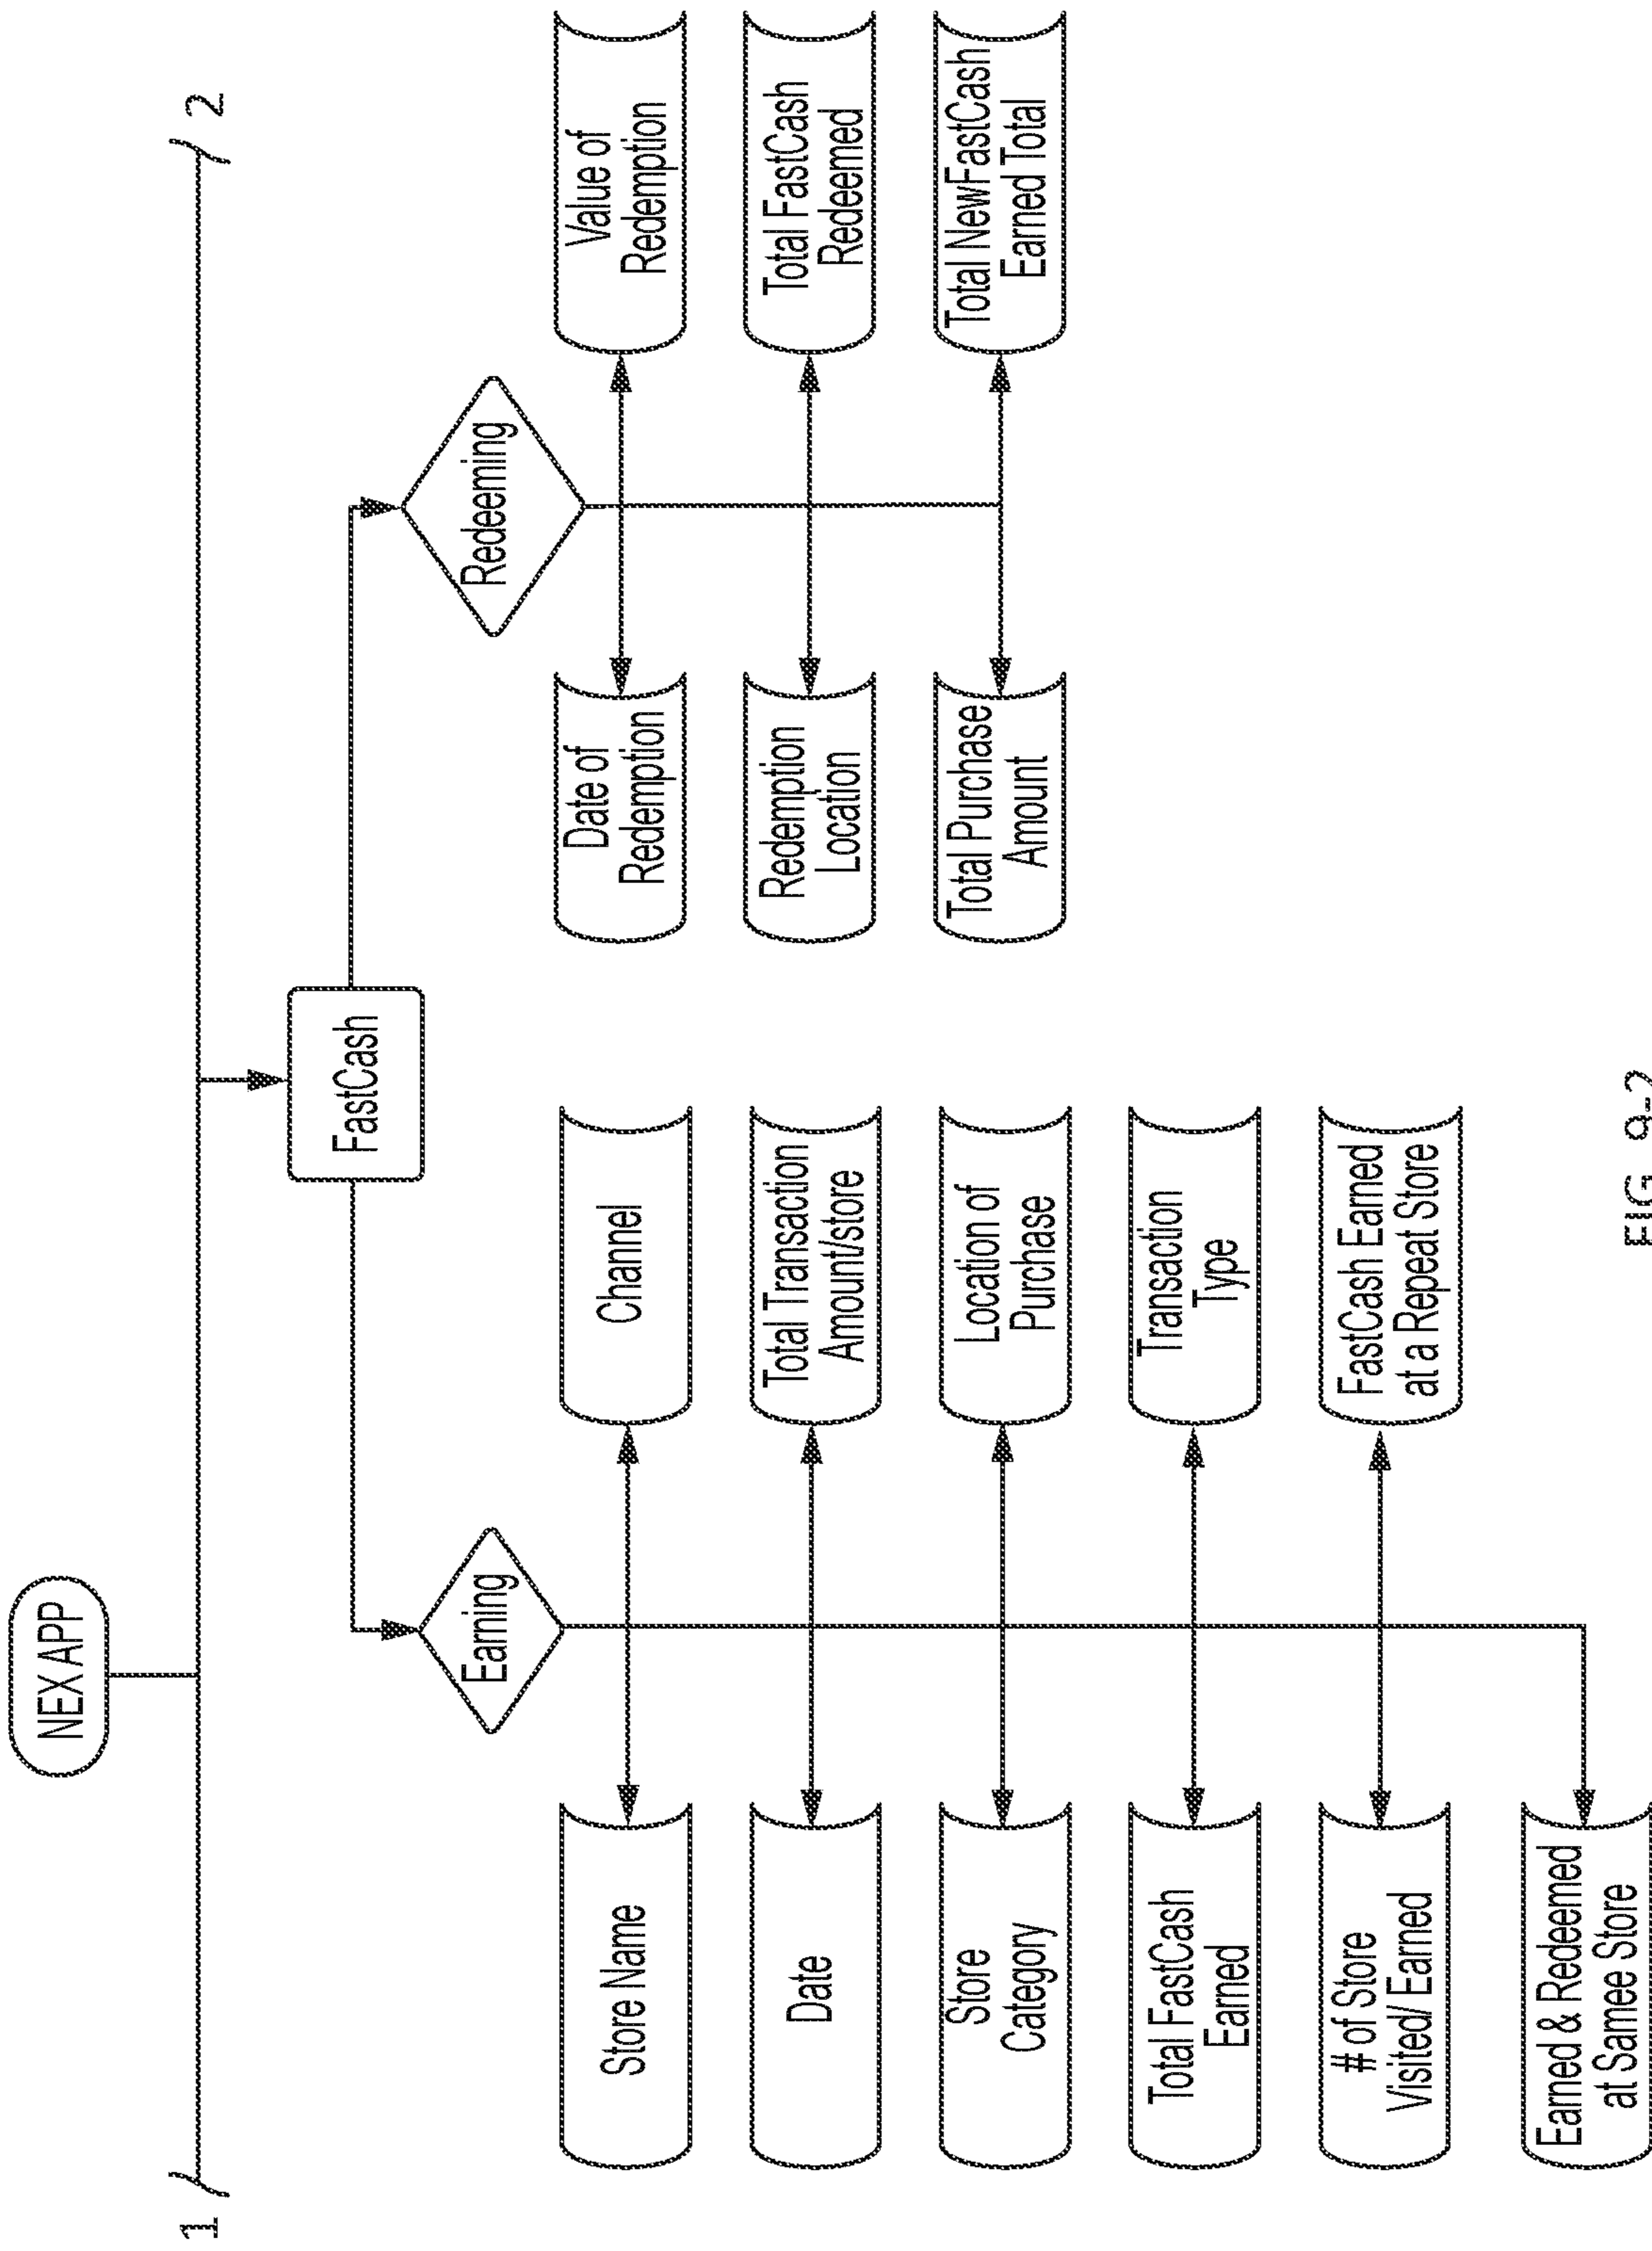 NEX APP
1
2
FastCash
Earning
Redeeming
Store Name
Channel
Date of
Redemption
Value of
Redemption
Date
Total Transaction
Amount/store
Redemption
Location
Total FastCash
Redeemed
Store
Category
Location of
Purchase
Total Purchase
Amount
Total NewFastCash
Earned Total
Total FastCash
Earned
Transaction
Type
# of Store
Visited/ Earned
FastCash Earned
at a Repeat Store
Earned & Redeemed
at Samee Store
FIG. 9-2